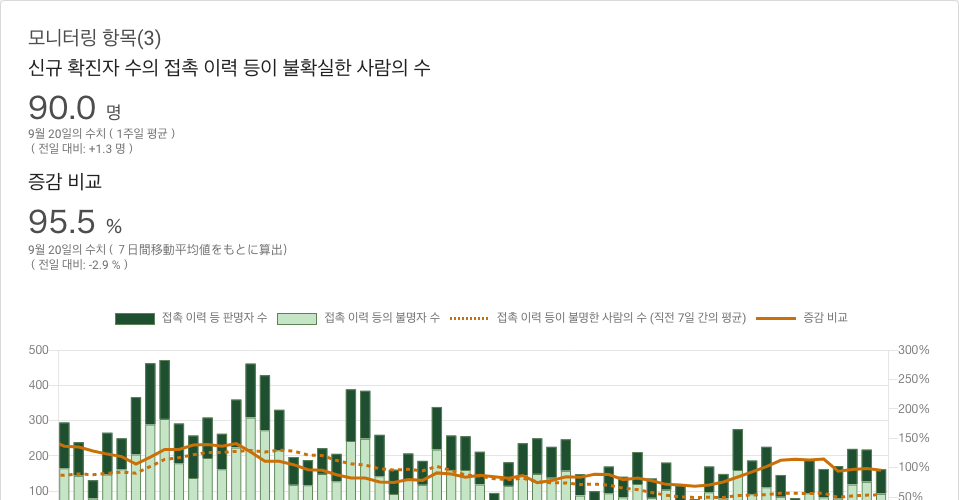 모니터링 항목(3)
신규 확진자 수의 접촉 이력 등이 불확실한 사람의 수
90.0 명
9월 20일의 수치 ( 1주일 평균 )
( 전일 대비: +1.3 명 )
증감 비교
95.5 %
9월 20일의 수치 ( ７日間移動平均値をもとに算出)
( 전일 대비: -2.9 % )
접촉 이력 등 판명자 수 접촉 이력 등의 불명자 수 접촉 이력 등이 불명한 사람의 수 (직전 7일 간의 평균) 증감 비교
500 300%
250%
400
200%
300
150%
200
100%
100 50%